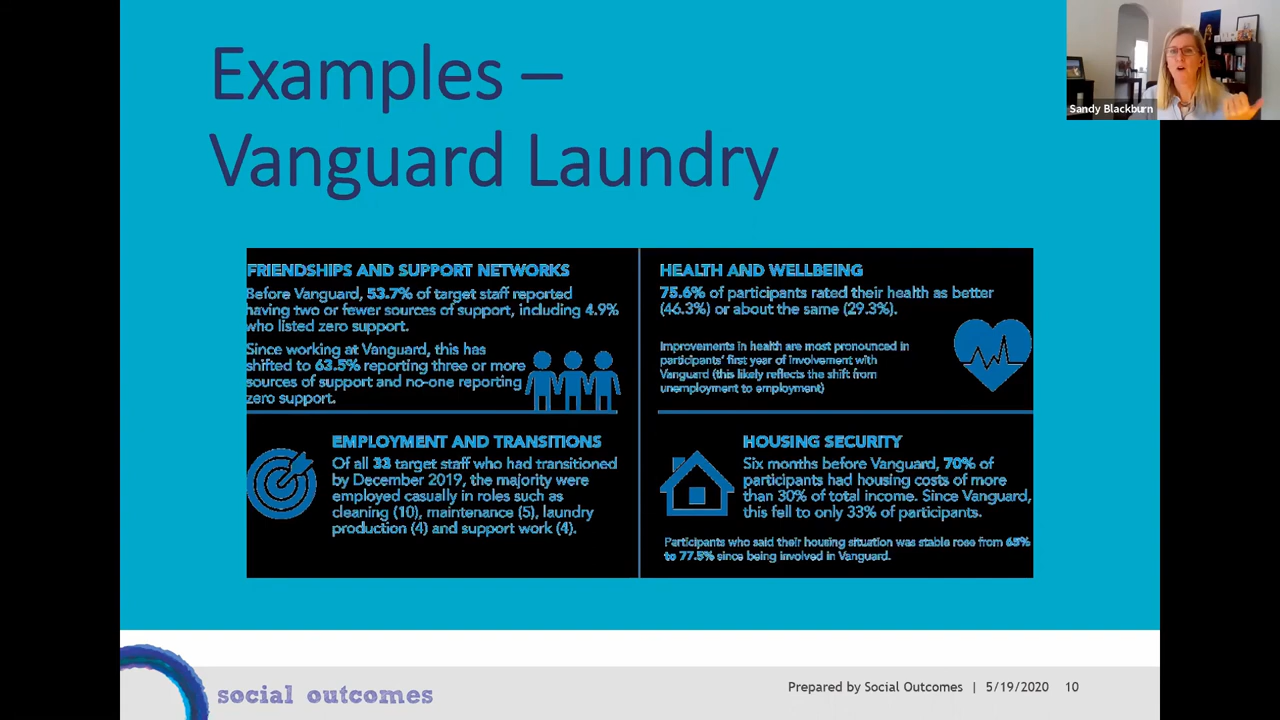 Examples –
Vanguard Laundry
Sandy Blackburn
FRIENDSHIPS AND SUPPORT NETWORKS
Before Vanguard, 53.7% of target staff reported
having two or fewer sources of support, including 4.9%
who listed zero support.
Since working at Vanguard, this has
shifted to 63.5% reporting three or more
sources of support and no-one reporting
zero support.
HEALTH AND WELLBEING
75.6% of participants rated their health as better
(46.3%) or about the same (29.3%).
Improvements in health are most pronounced in
participants' first year of involvement with
Vanguard (this likely reflects the shift from
unemployment to employment)
EMPLOYMENT AND TRANSITIONS
Of all 33 target staff who had transitioned
by December 2019, the majority were
employed casually in roles such as
cleaning (10), maintenance (5), laundry
production (4) and support work (4).
HOUSING SECURITY
Six months before Vanguard, 70% of
participants had housing costs of more
than 30% of total income. Since Vanguard,
this fell to only 33% of participants.
Participants who said their housing situation was stable rose from 65%
to 77.5% since being involved in Vanguard.
social outcomes
Prepared by Social Outcomes | 5/19/2020 10